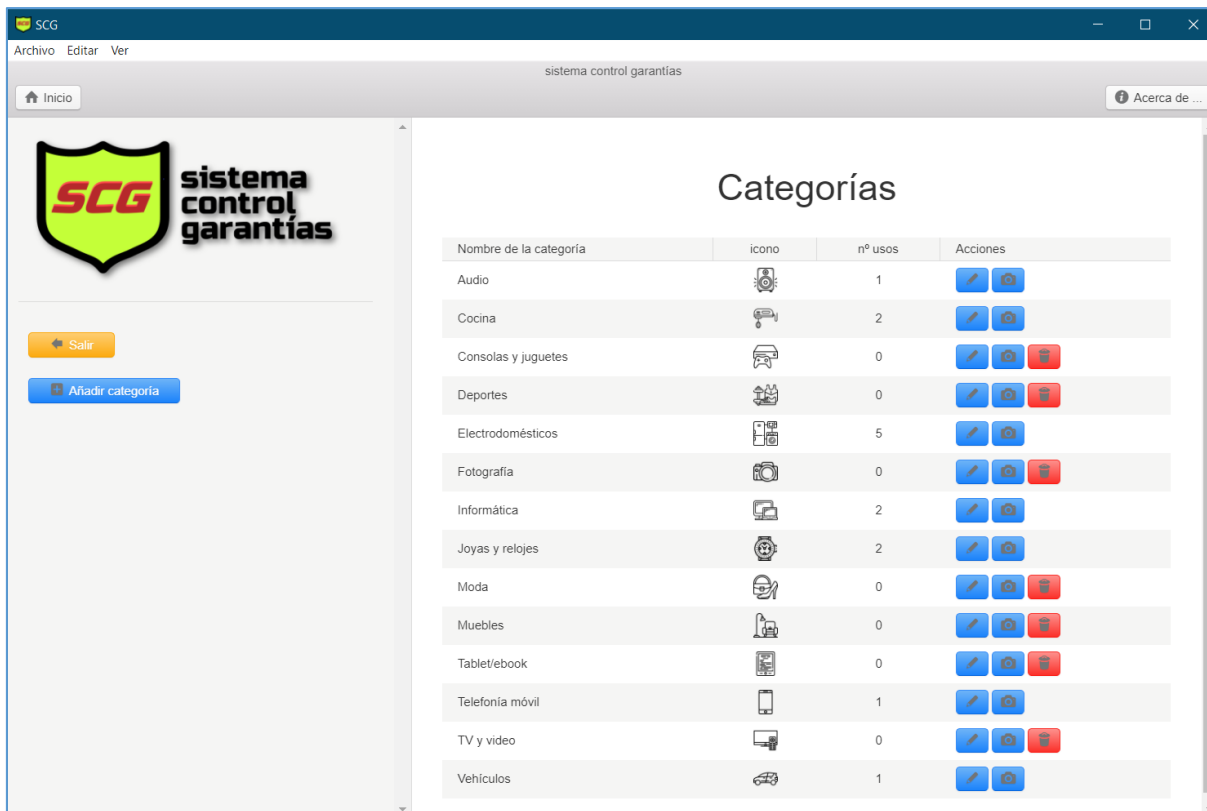 SCG
Archivo Editar Ver
sistema control garantías
Inicio
Acerca de ...
SCG
sistema
control
garantías
Salir
Añadir categoría
Categorías
Nombre de la categoría icono nº usos Acciones
Audio 1
Cocina 2
Consolas y juguetes 0
Deportes 0
Electrodomésticos 5
Fotografía 0
Informática 2
Joyas y relojes 2
Moda 0
Muebles 0
Tablet/ebook 0
Telefonía móvil 1
TV y video 0
Vehículos 1